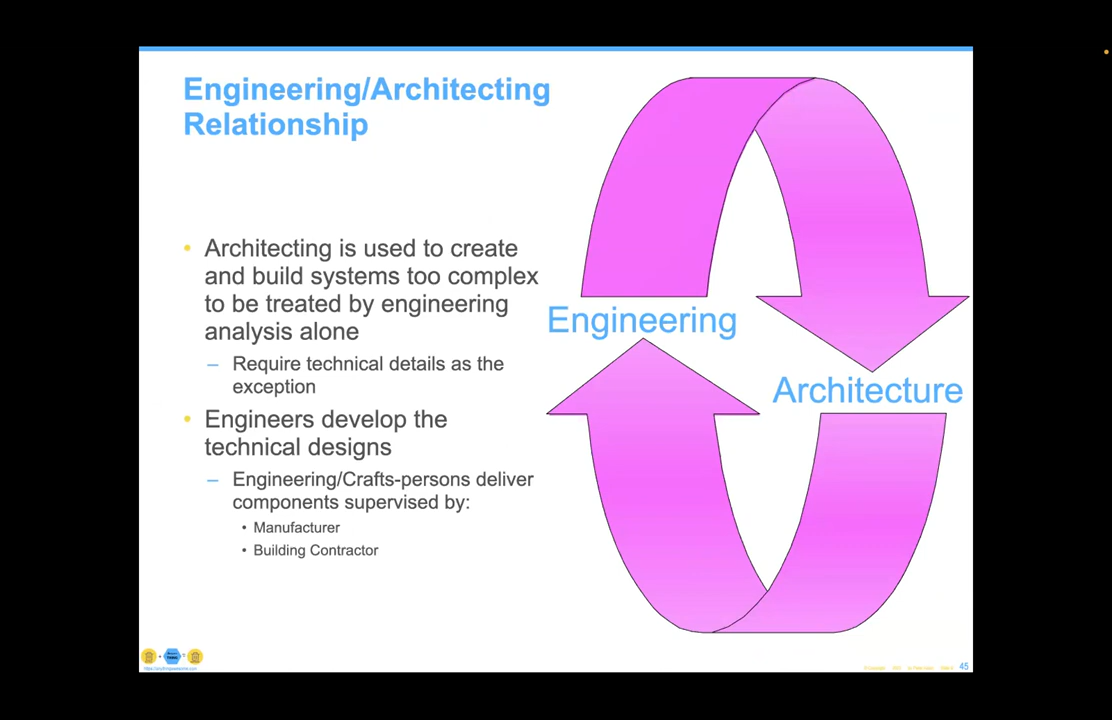 Engineering/Architecting
Relationship
• Architecting is used to create
and build systems too complex
to be treated by engineering
analysis alone
– Require technical details as the
exception
• Engineers develop the
technical designs
– Engineering/Crafts-persons deliver
components supervised by:
• Manufacturer
• Building Contractor
Engineering
Architecture
45